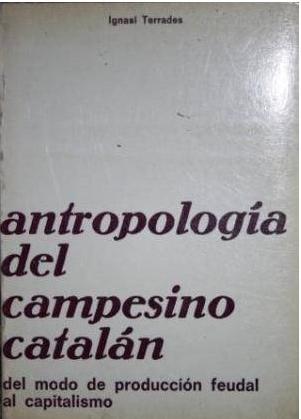 Ignasi Terrades
antropología
del
campesino
catalán
del modo de producción feudal
al capitalismo